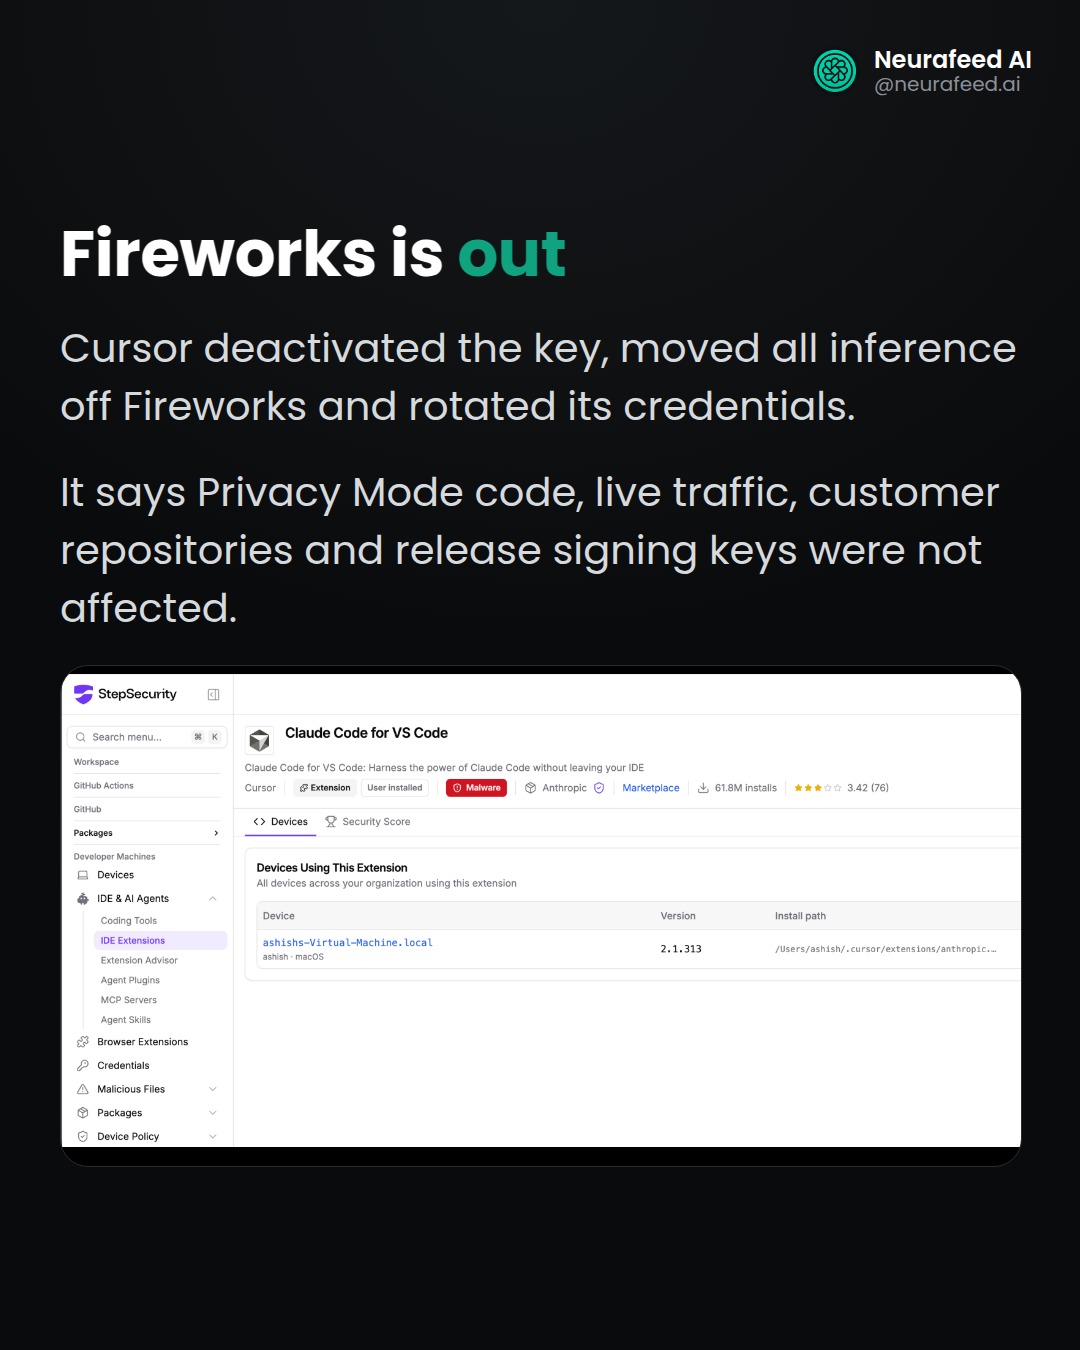 Neurafeed AI
@neurafeed.ai
Fireworks is out
Cursor deactivated the key, moved all inference
off Fireworks and rotated its credentials.
It says Privacy Mode code, live traffic, customer
repositories and release signing keys were not
affected.
StepSecurity
Search menu... ⌘ K
Workspace
GitHub Actions
GitHub
Packages
Developer Machines
Devices
IDE & AI Agents
Coding Tools
IDE Extensions
Extension Advisor
Agent Plugins
MCP Servers
Agent Skills
Browser Extensions
Credentials
Malicious Files
Packages
Device Policy
Claude Code for VS Code
Claude Code for VS Code: Harness the power of Claude Code without leaving your IDE
Cursor Extension User installed Malware Anthropic Marketplace 61.8M installs 3.42 (76)
Devices Security Score
Devices Using This Extension
All devices across your organization using this extension
Device Version Install path
ashishs-Virtual-Machine.local 2.1.313 /Users/ashish/.cursor/extensions/anthropic.…
ashish · macOS